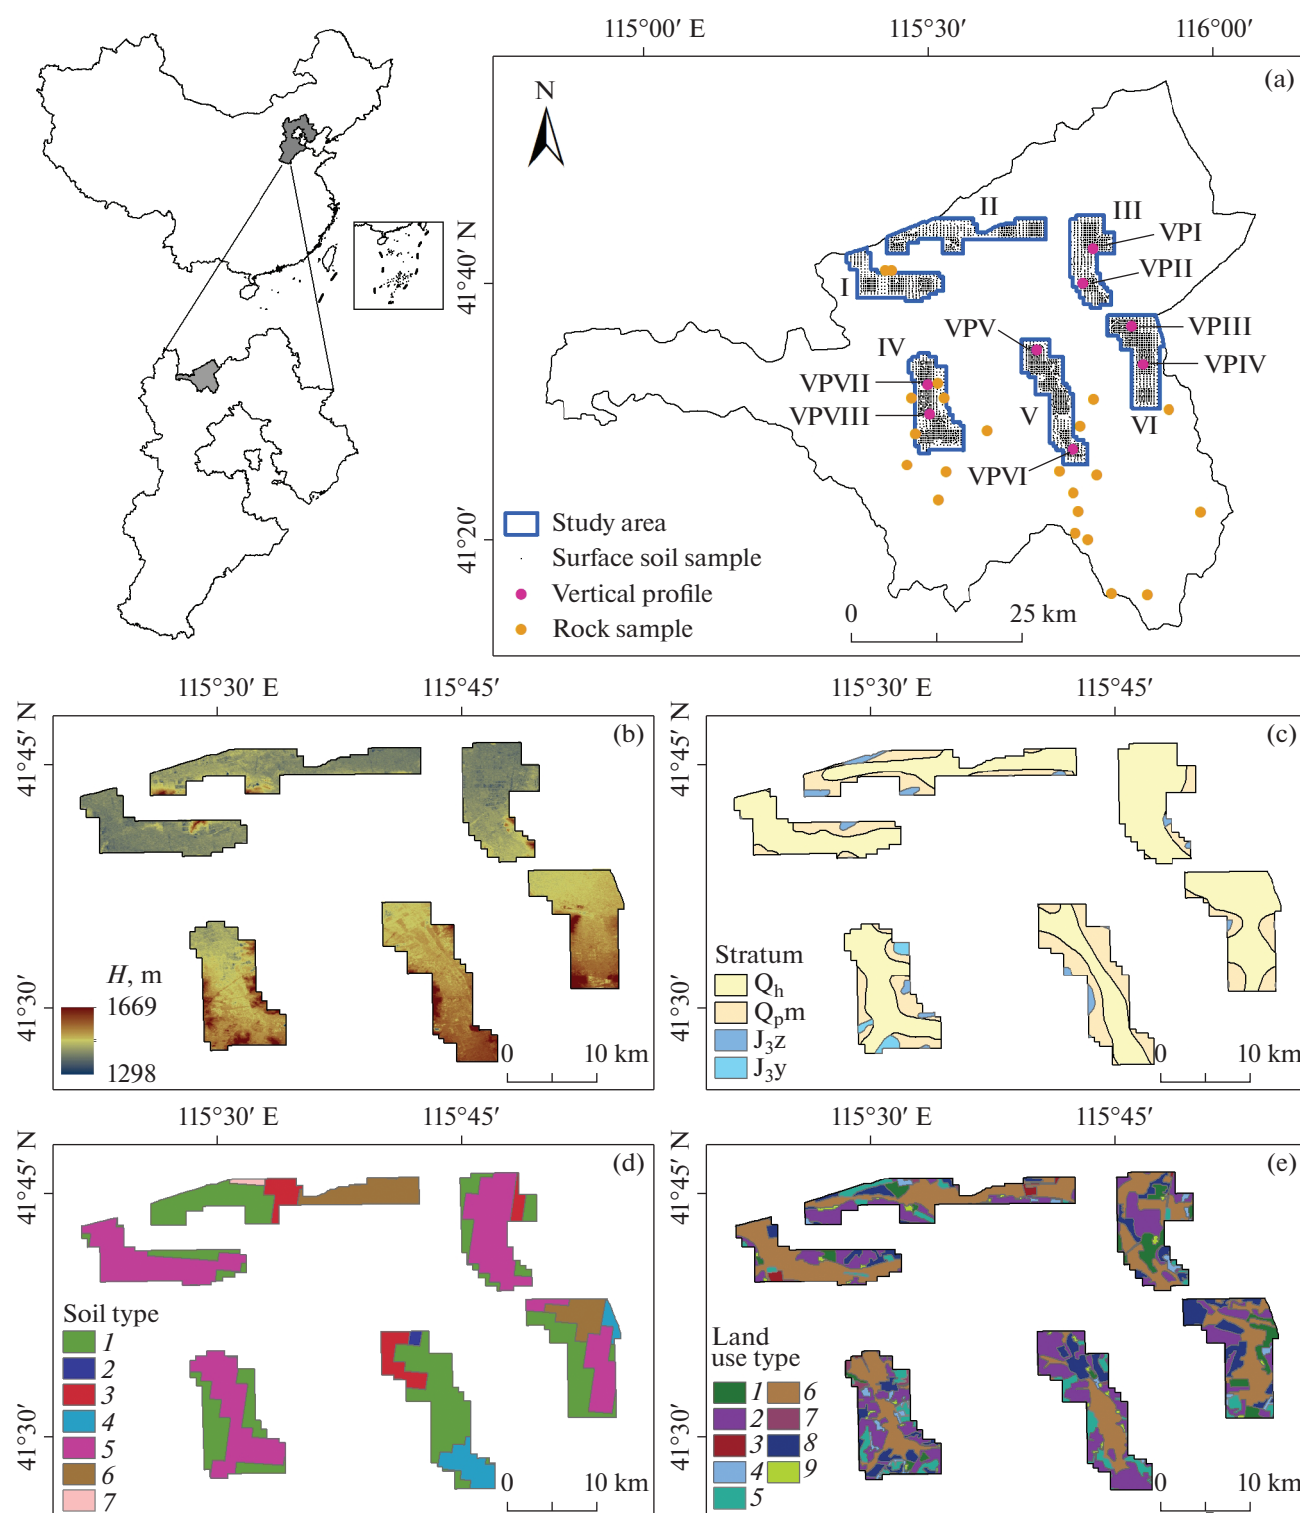 115°00′ E 115°30′ 116°00′
(a)
N
II
III
VPI
VPII
I
41°40′ N
VPV
VPIII
IV
VPIV
VPVII
VPVIII
V
VI
VPVI
41°20′
Study area
Surface soil sample
Vertical profile
Rock sample
0 25 km
115°30′ E 115°45′
41°45′ N
(b)
H, m
1669
1298
41°30′
0 10 km
115°30′ E 115°45′
41°45′ N
(c)
Stratum
Qh
Qpm
J3z
J3y
41°30′
0 10 km
115°30′ E 115°45′
41°45′ N
(d)
Soil type
1
2
3
4
5
6
7
41°30′
0 10 km
115°30′ E 115°45′
41°45′ N
(e)
Land
use type
1 6
2 7
3 8
4 9
5
41°30′
0 10 km